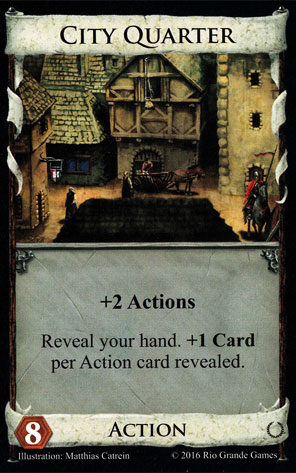 City Quarter
+2 Actions
Reveal your hand. +1 Card
per Action card revealed.
8
Action
Illustration: Matthias Catrein
© 2016 Rio Grande Games